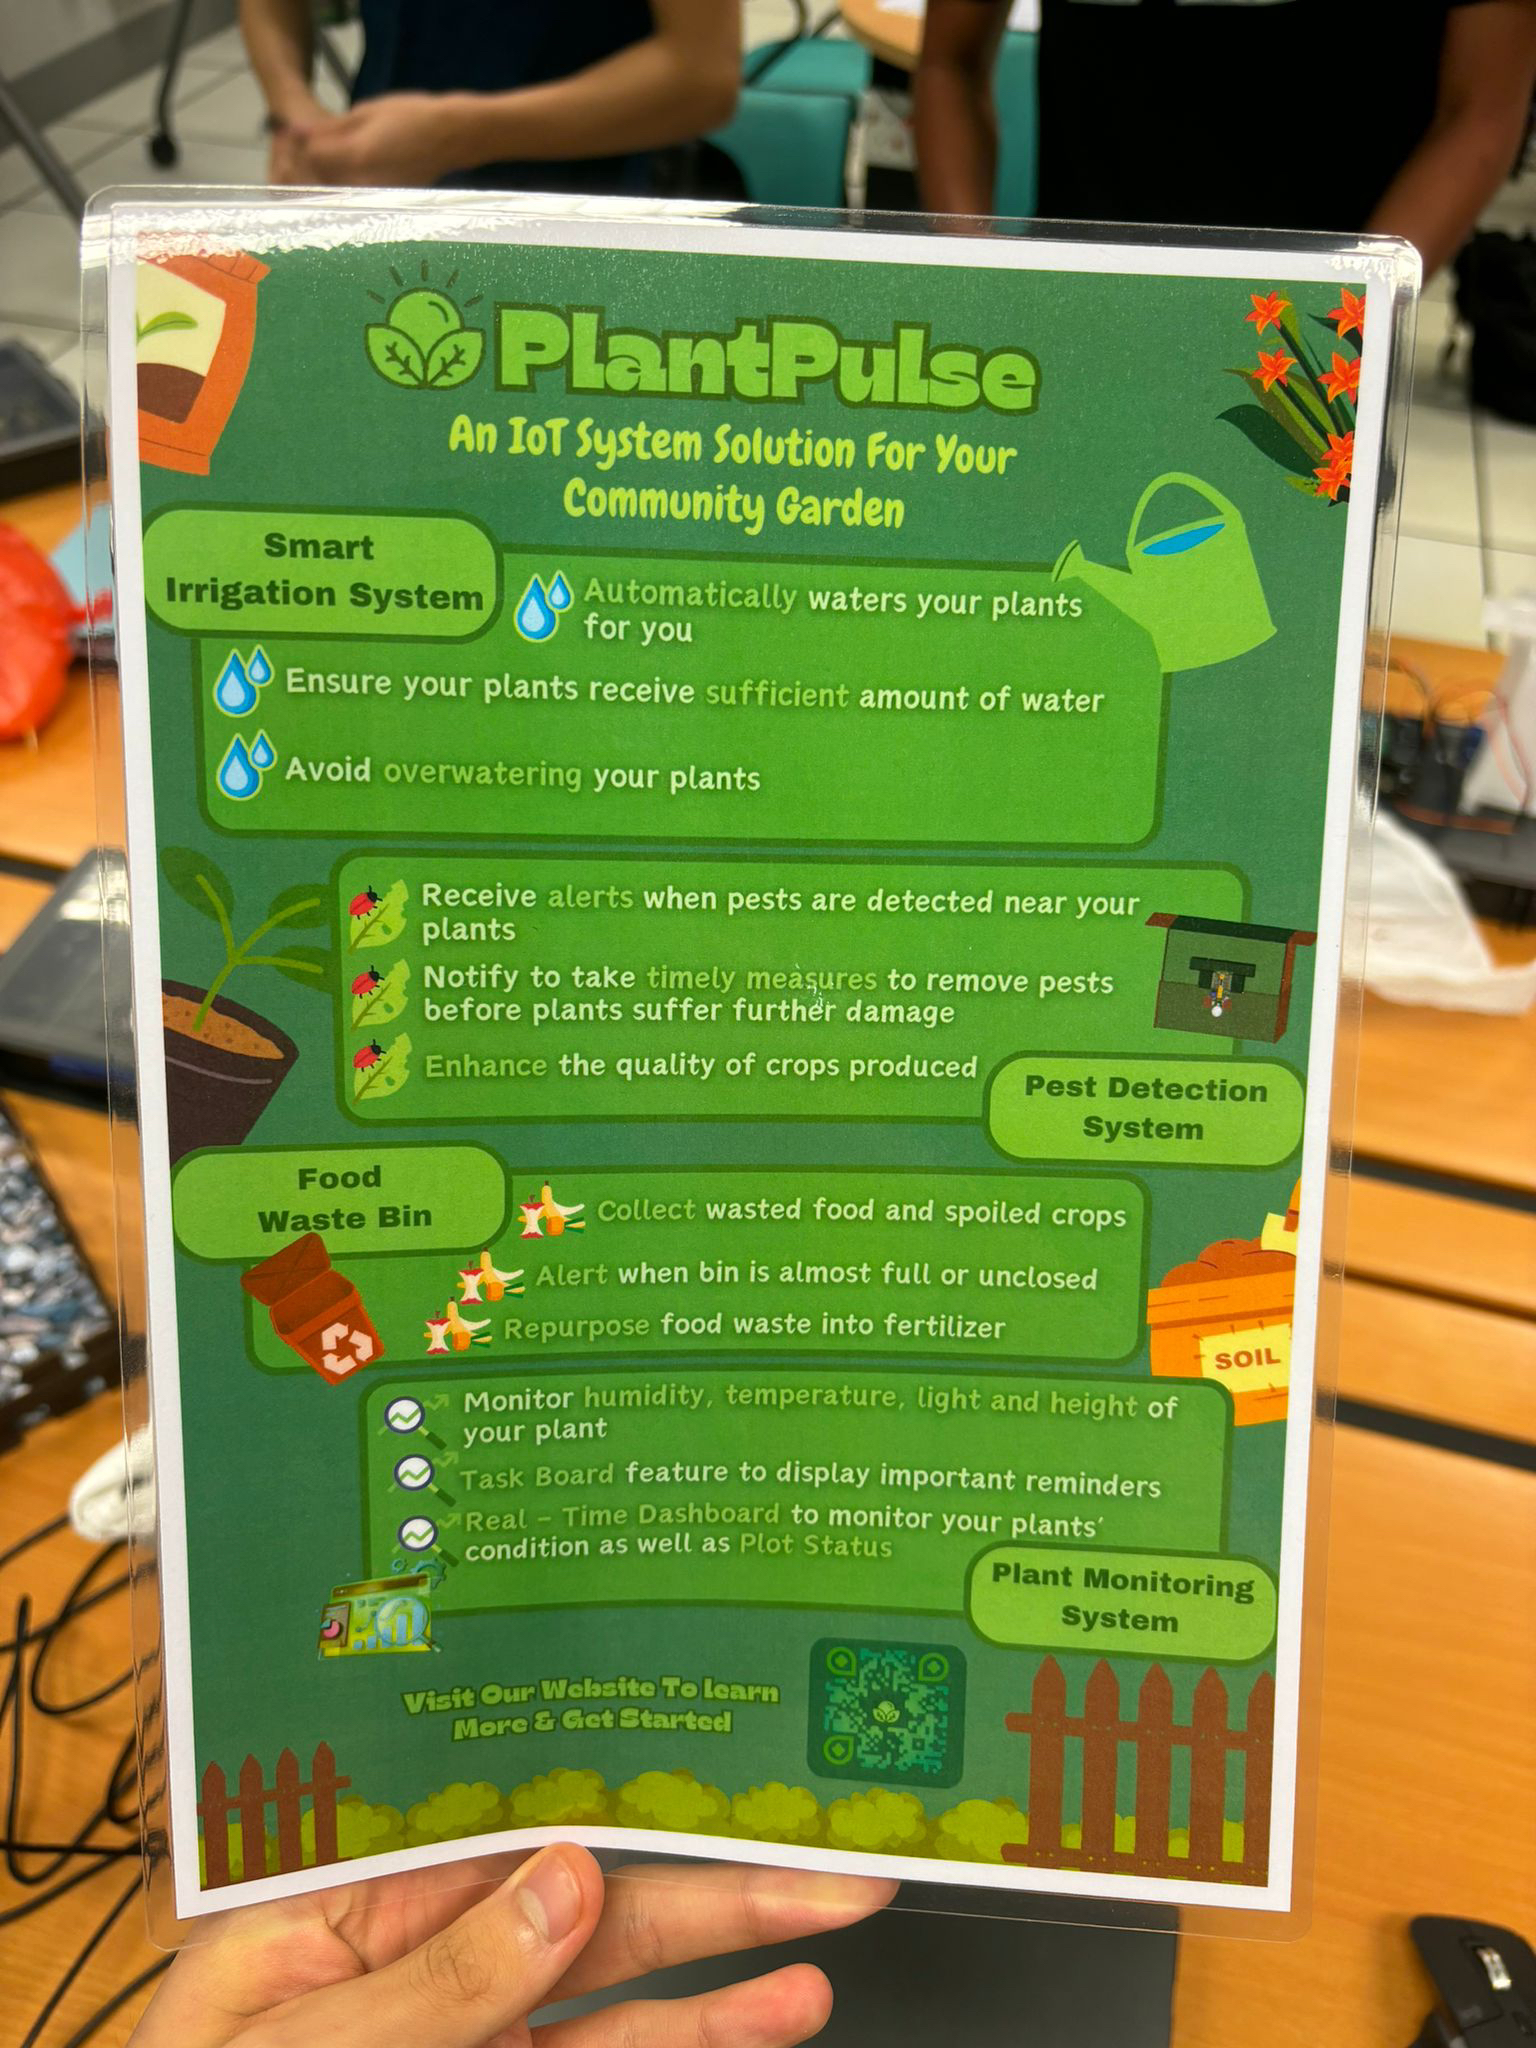 PlantPulse
An IoT System Solution For Your
Community Garden
Smart
Irrigation System
Automatically waters your plants
for you
Ensure your plants receive sufficient amount of water
Avoid overwatering your plants
Receive alerts when pests are detected near your
plants
Notify to take timely measures to remove pests
before plants suffer further damage
Enhance the quality of crops produced
Pest Detection
System
Food
Waste Bin
Collect wasted food and spoiled crops
Alert when bin is almost full or unclosed
Repurpose food waste into fertilizer
SOIL
Monitor humidity, temperature, light and height of
your plant
Task Board feature to display important reminders
Real - Time Dashboard to monitor your plants'
condition as well as Plot Status
Plant Monitoring
System
Visit Our Website To Learn
More & Get Started